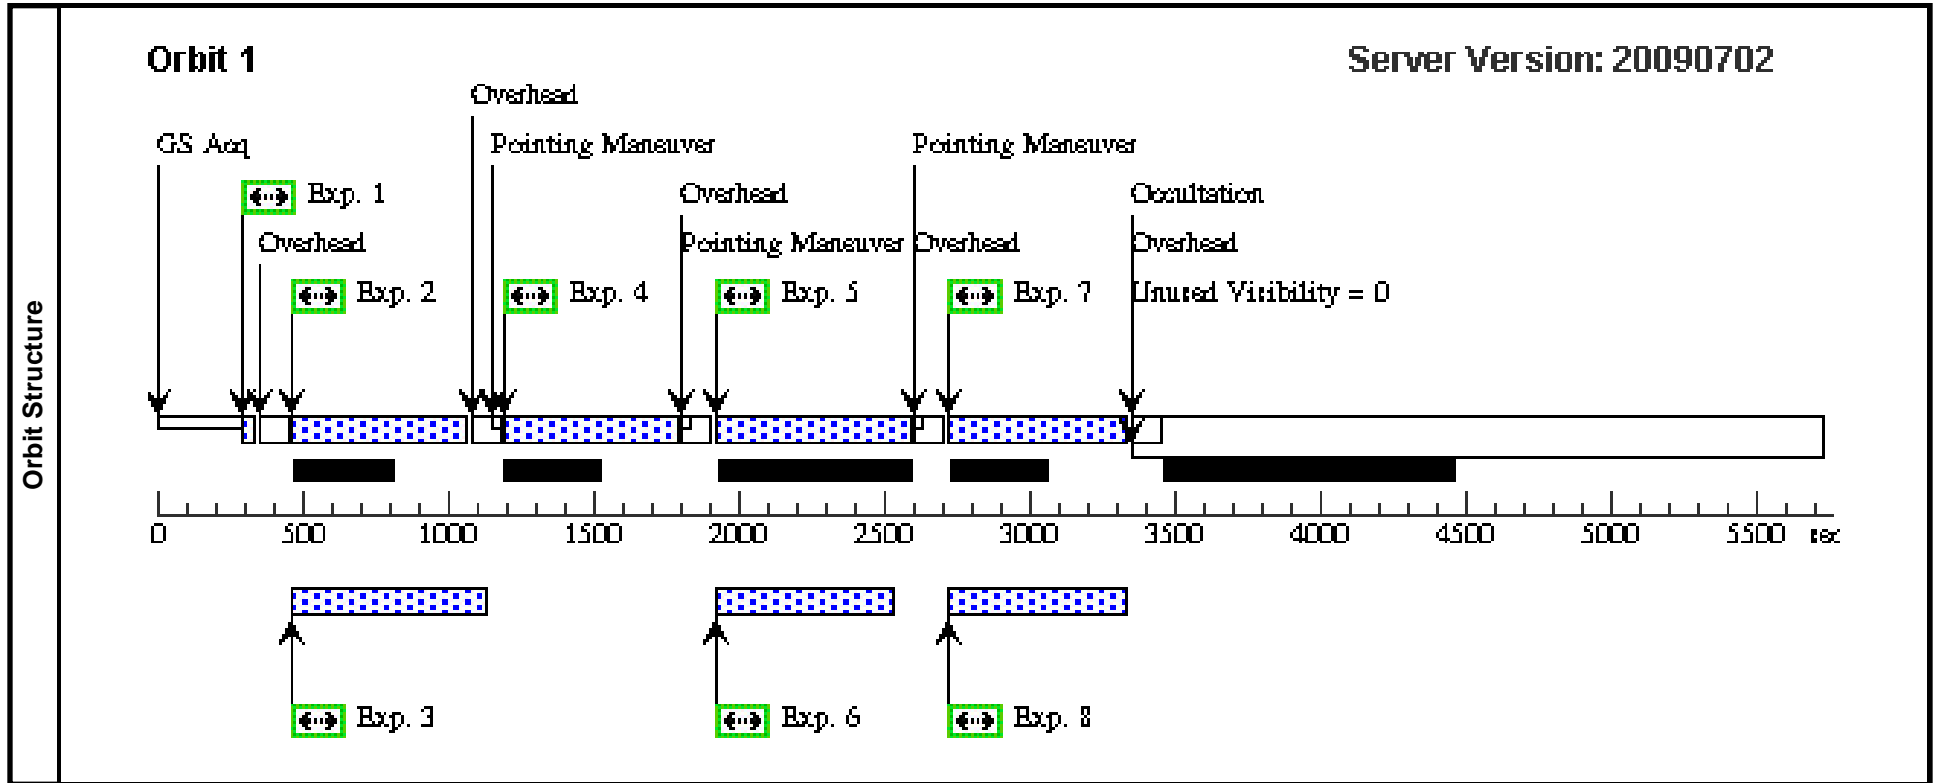 Orbit 1
Server Version: 20090702
Overhead
GS Acq
Pointing Maneuver
Pointing Maneuver
Exp. 1
Overhead
Occultation
Overhead
Pointing Maneuver
Overhead
Overhead
Exp. 2
Exp. 4
Exp. 5
Exp. 7
Unused Visibility = 0
Orbit Structure
0 500 1000 1500 2000 2500 3000 3500 4000 4500 5000 5500 sec
Exp. 3
Exp. 6
Exp. 8